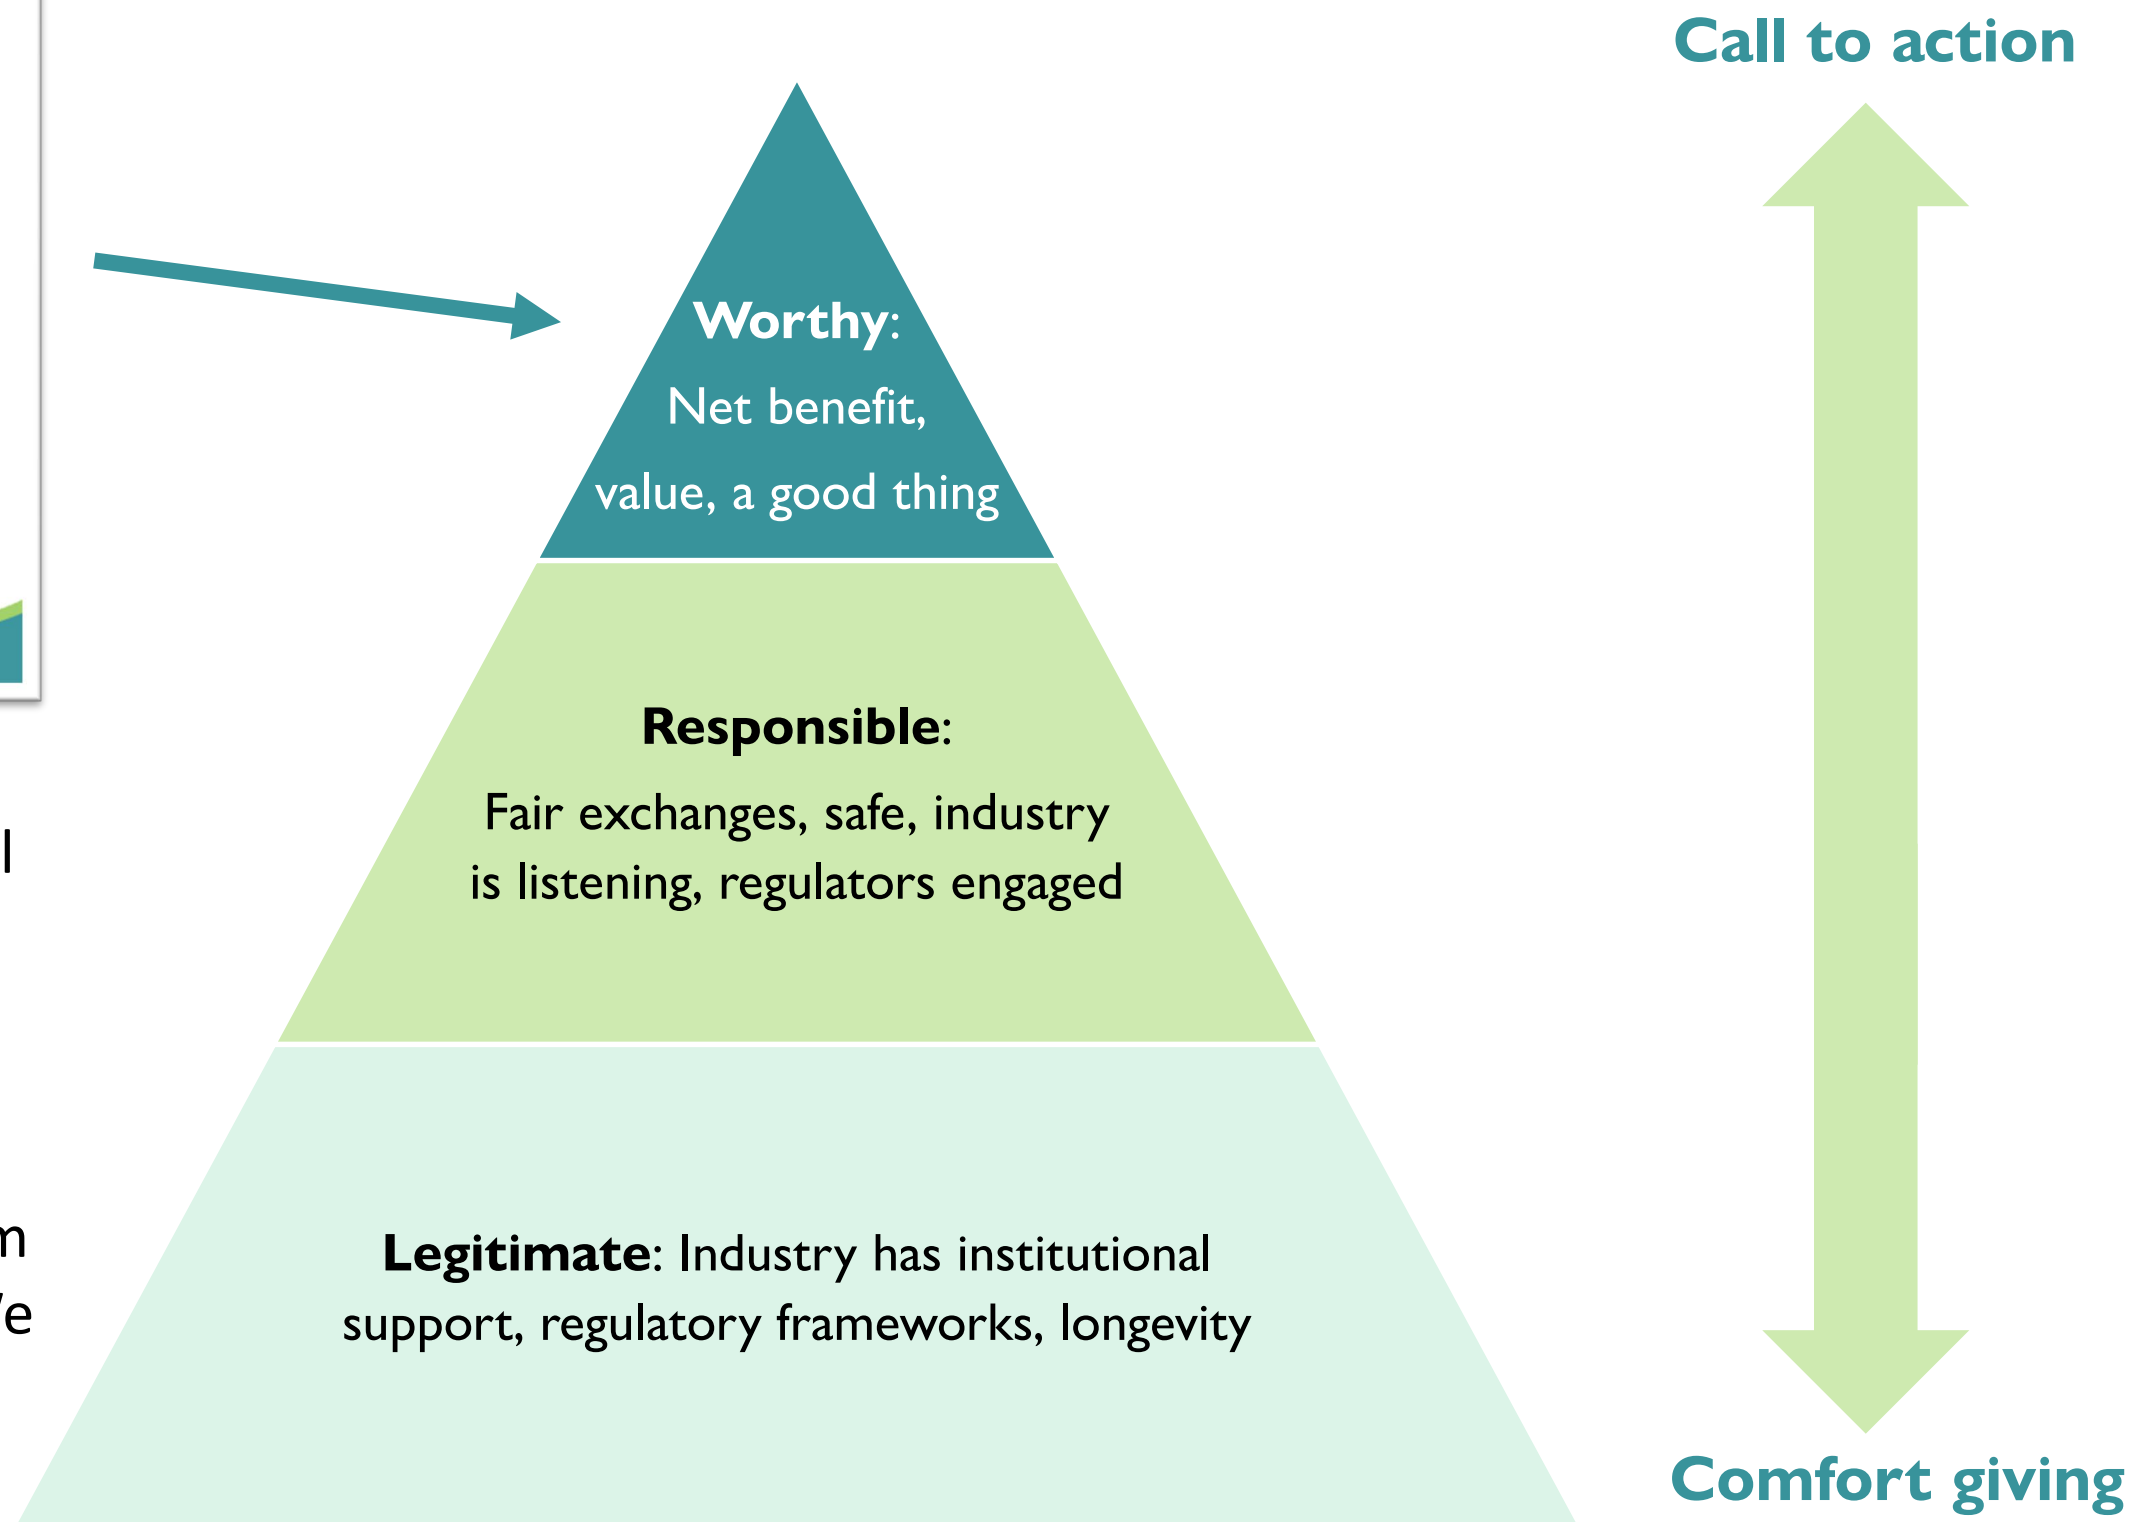 Call to action
Worthy:
Net benefit,
value, a good thing
Responsible:
Fair exchanges, safe, industry
is listening, regulators engaged
Legitimate: Industry has institutional
support, regulatory frameworks, longevity
Comfort giving